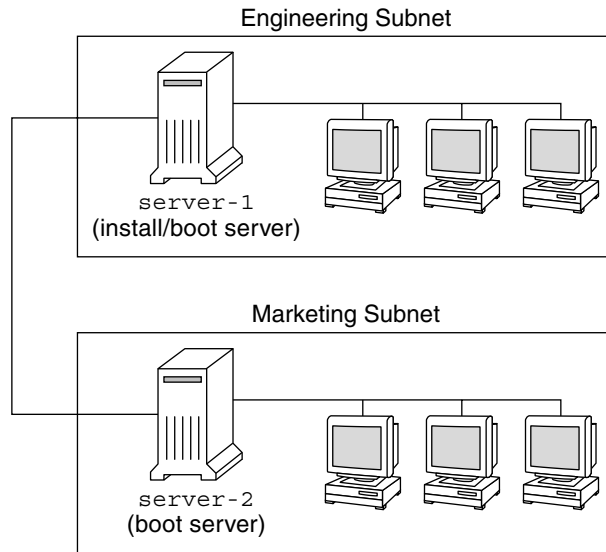 Engineering Subnet
server-1
(install/boot server)
Marketing Subnet
server-2
(boot server)